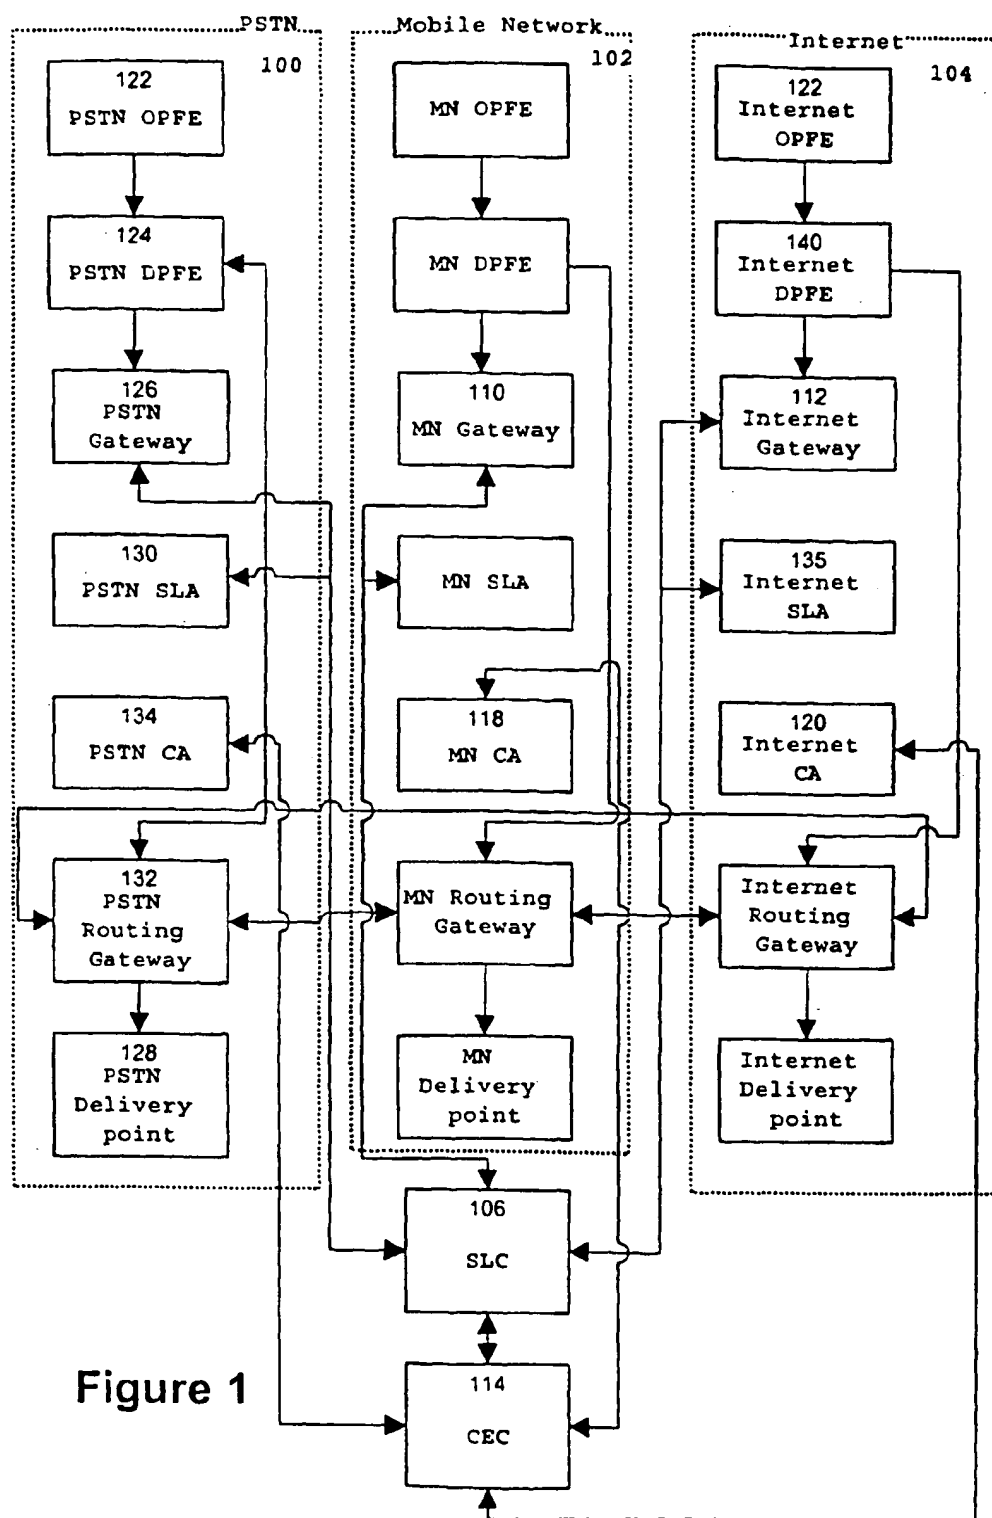 PSTN
100
122
PSTN OPFE
124
PSTN DPFE
126
PSTN
Gateway
130
PSTN SLA
134
PSTN CA
132
PSTN
Routing
Gateway
128
PSTN
Delivery
point
Mobile Network
102
MN OPFE
MN DPFE
110
MN Gateway
MN SLA
118
MN CA
MN Routing
Gateway
MN
Delivery
point
Internet
104
122
Internet
OPFE
140
Internet
DPFE
112
Internet
Gateway
135
Internet
SLA
120
Internet
CA
Internet
Routing
Gateway
Internet
Delivery
point
106
SLC
114
CEC
Figure 1